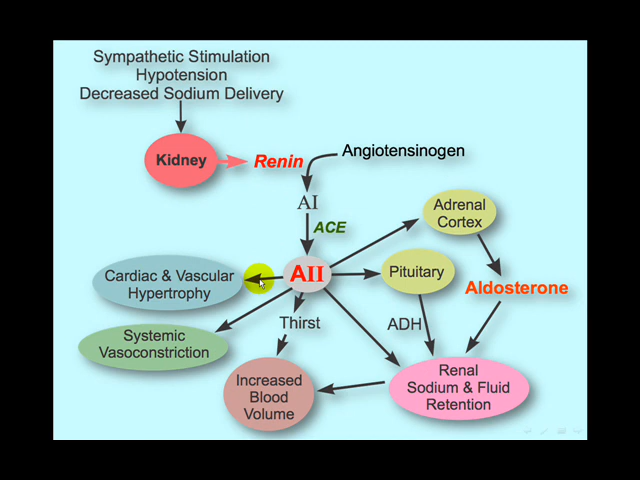 Sympathetic Stimulation
Hypotension
Decreased Sodium Delivery
Kidney
Renin
Angiotensinogen
AI
ACE
Adrenal
Cortex
AII
Pituitary
Cardiac & Vascular
Hypertrophy
Aldosterone
Thirst
ADH
Systemic
Vasoconstriction
Increased
Blood
Volume
Renal
Sodium & Fluid
Retention